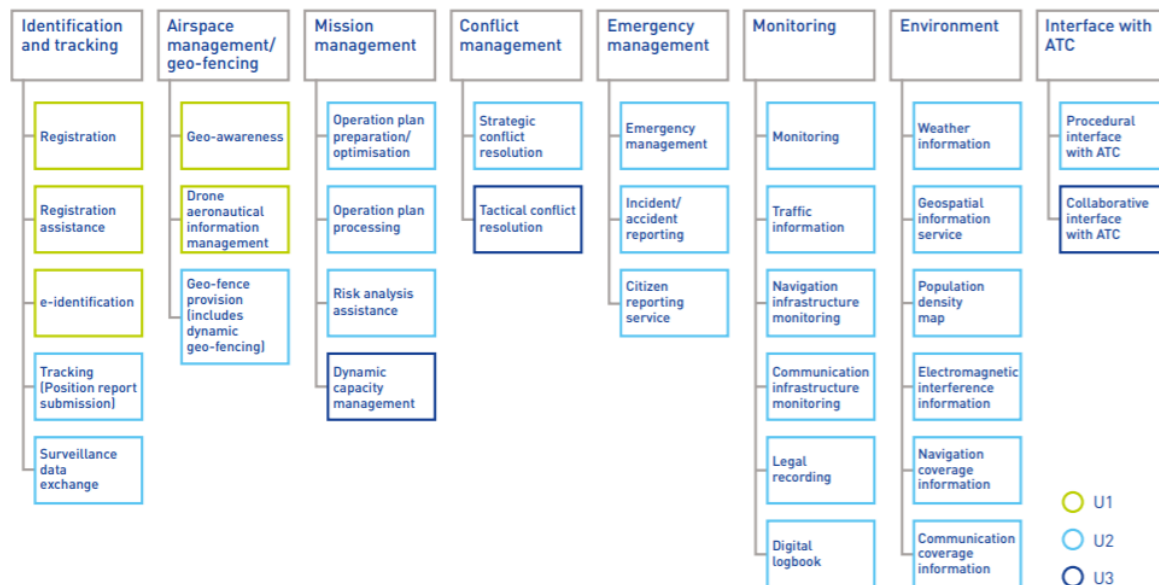 Identification
and tracking
Registration
Registration
assistance
e-identification
Tracking
(Position report
submission)
Surveillance
data
exchange
Airspace
management/
geo-fencing
Geo-awareness
Drone
aeronautical
information
management
Geo-fence
provision
(includes
dynamic
geo-fencing)
Mission
management
Operation plan
preparation/
optimisation
Operation plan
processing
Risk analysis
assistance
Dynamic
capacity
management
Conflict
management
Strategic
conflict
resolution
Tactical conflict
resolution
Emergency
management
Emergency
management
Incident/
accident
reporting
Citizen
reporting
service
Monitoring
Monitoring
Traffic
information
Navigation
infrastructure
monitoring
Communication
infrastructure
monitoring
Legal
recording
Digital
logbook
Environment
Weather
information
Geospatial
information
service
Population
density
map
Electromagnetic
interference
information
Navigation
coverage
information
Communication
coverage
information
Interface with
ATC
Procedural
interface
with ATC
Collaborative
interface
with ATC
U1
U2
U3